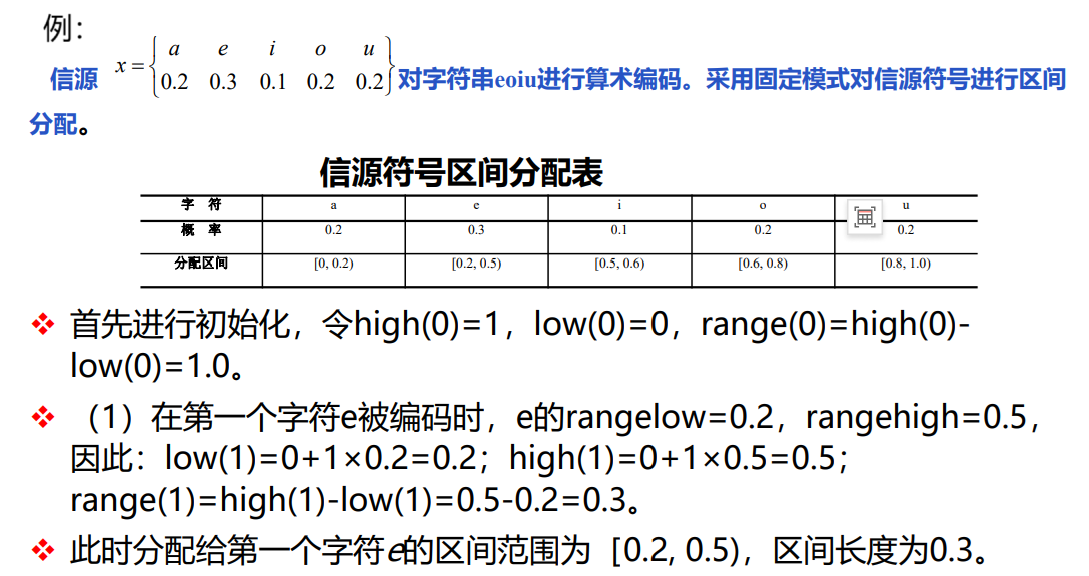 例：
信源 x = { a e i o u
0.2 0.3 0.1 0.2 0.2 } 对字符串eoiu进行算术编码。采用固定模式对信源符号进行区间
分配。
信源符号区间分配表
字 符 a e i o u
概 率 0.2 0.3 0.1 0.2 0.2
分配区间 [0, 0.2) [0.2, 0.5) [0.5, 0.6) [0.6, 0.8) [0.8, 1.0)
❖ 首先进行初始化，令high(0)=1，low(0)=0，range(0)=high(0)-
low(0)=1.0。
❖ （1）在第一个字符e被编码时，e的rangelow=0.2，rangehigh=0.5，
因此：low(1)=0+1×0.2=0.2；high(1)=0+1×0.5=0.5；
range(1)=high(1)-low(1)=0.5-0.2=0.3。
❖ 此时分配给第一个字符e的区间范围为［0.2, 0.5)，区间长度为0.3。